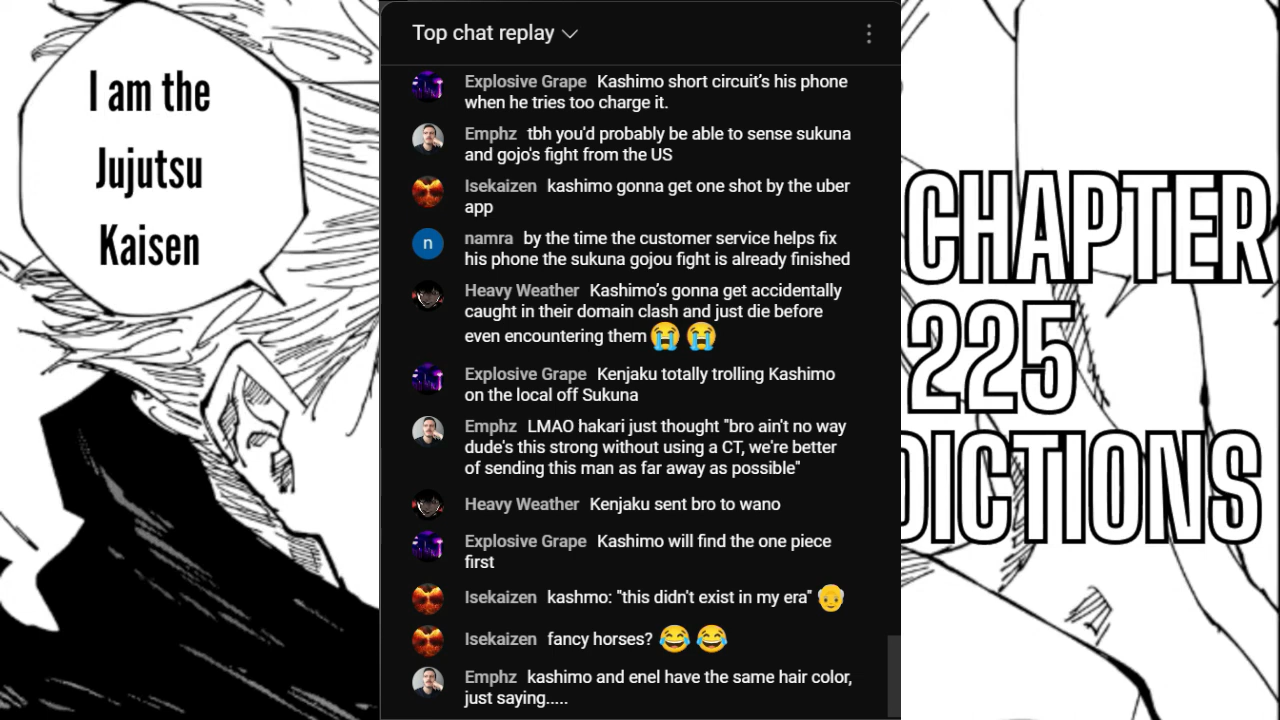 I am the
Jujutsu
Kaisen
Top chat replay
Explosive Grape Kashimo short circuit's his phone
when he tries too charge it.
Emphz tbh you'd probably be able to sense sukuna
and gojo's fight from the US
Isekaizen kashimo gonna get one shot by the uber
app
n
namra by the time the customer service helps fix
his phone the sukuna gojou fight is already finished
Heavy Weather Kashimo's gonna get accidentally
caught in their domain clash and just die before
even encountering them 😭 😭
Explosive Grape Kenjaku totally trolling Kashimo
on the local off Sukuna
Emphz LMAO hakari just thought "bro ain't no way
dude's this strong without using a CT, we're better
of sending this man as far away as possible"
Heavy Weather Kenjaku sent bro to wano
Explosive Grape Kashimo will find the one piece
first
Isekaizen kashmo: "this didn't exist in my era" 👴
Isekaizen fancy horses? 😂 😂
Emphz kashimo and enel have the same hair color,
just saying.....
CHAPTER
225
DICTIONS